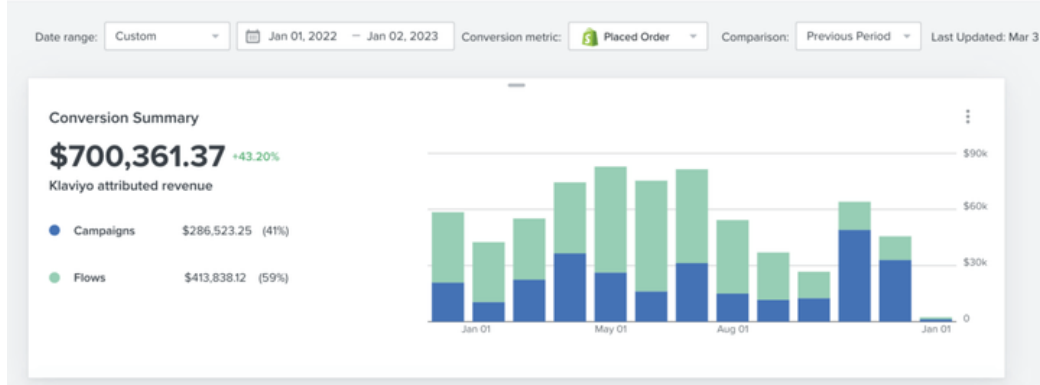 Date range: Custom Jan 01, 2022 – Jan 02, 2023 Conversion metric: Placed Order Comparison: Previous Period Last Updated: Mar 3
Conversion Summary
$700,361.37 +43.20%
Klaviyo attributed revenue
Campaigns $286,523.25 (41%)
Flows $413,838.12 (59%)
$90k
$60k
$30k
0
Jan 01 May 01 Aug 01 Jan 01